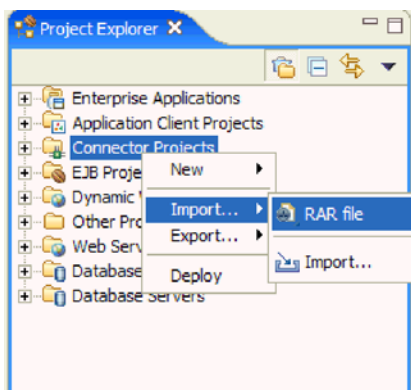 Project Explorer
Enterprise Applications
Application Client Projects
Connector Projects
EJB Proje
New
Dynamic
Import...
RAR file
Other Pro
Export...
Web Serv
Import...
Database
Deploy
Database Servers